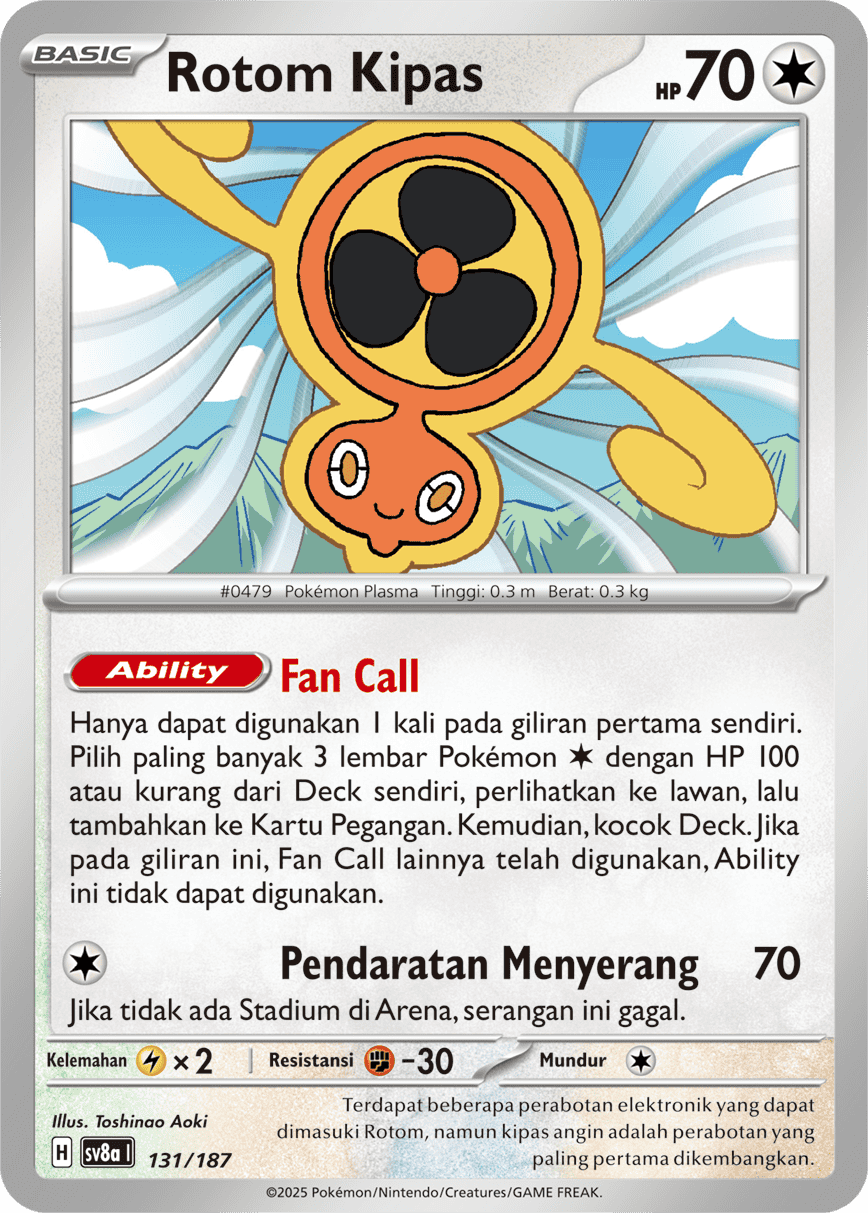 BASIC Rotom Kipas HP 70
#0479 Pokémon Plasma Tinggi: 0.3 m Berat: 0.3 kg
Ability Fan Call
Hanya dapat digunakan 1 kali pada giliran pertama sendiri.
Pilih paling banyak 3 lembar Pokémon ✶ dengan HP 100
atau kurang dari Deck sendiri, perlihatkan ke lawan, lalu
tambahkan ke Kartu Pegangan. Kemudian, kocok Deck. Jika
pada giliran ini, Fan Call lainnya telah digunakan, Ability
ini tidak dapat digunakan.
Pendaratan Menyerang 70
Jika tidak ada Stadium di Arena, serangan ini gagal.
Kelemahan ×2 Resistansi −30 Mundur
Illus. Toshinao Aoki
H sv8a I 131/187
Terdapat beberapa perabotan elektronik yang dapat
dimasuki Rotom, namun kipas angin adalah perabotan yang
paling pertama dikembangkan.
©2025 Pokémon/Nintendo/Creatures/GAME FREAK.